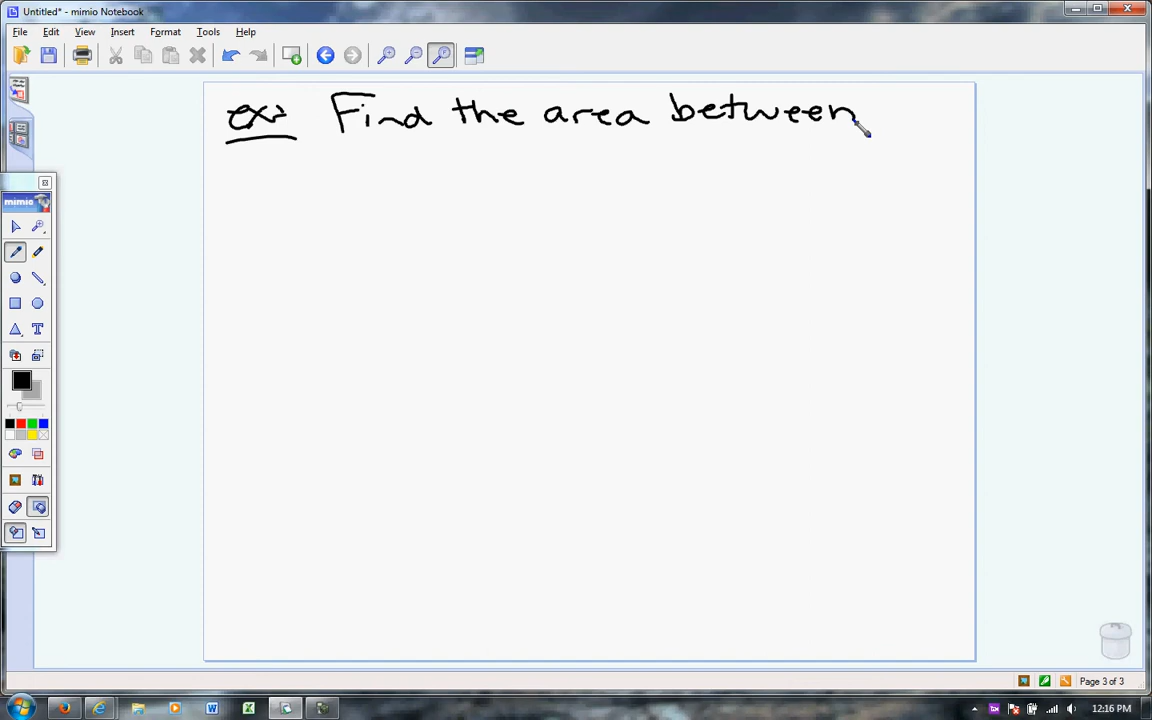 Untitled* - mimio Notebook
File Edit View Insert Format Tools Help
ex: Find the area between
mimio
Page 3 of 3
12:16 PM